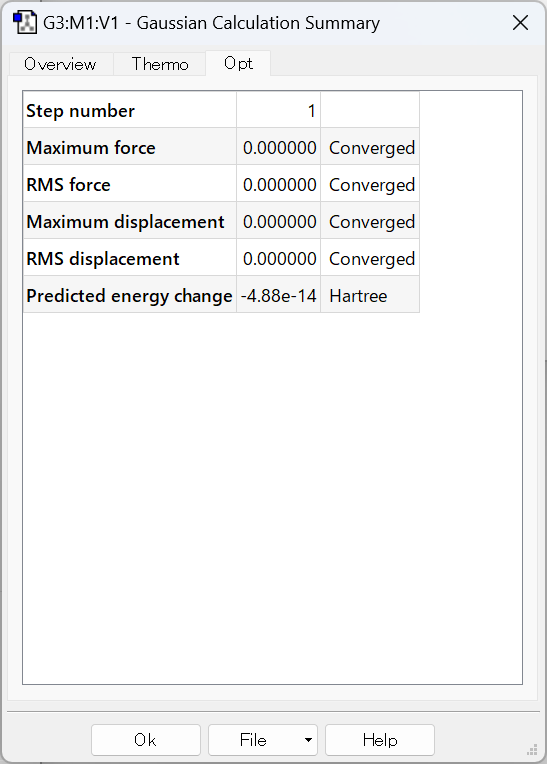 G3:M1:V1 - Gaussian Calculation Summary
Overview Thermo Opt
Step number 1
Maximum force 0.000000 Converged
RMS force 0.000000 Converged
Maximum displacement 0.000000 Converged
RMS displacement 0.000000 Converged
Predicted energy change -4.88e-14 Hartree
Ok File Help